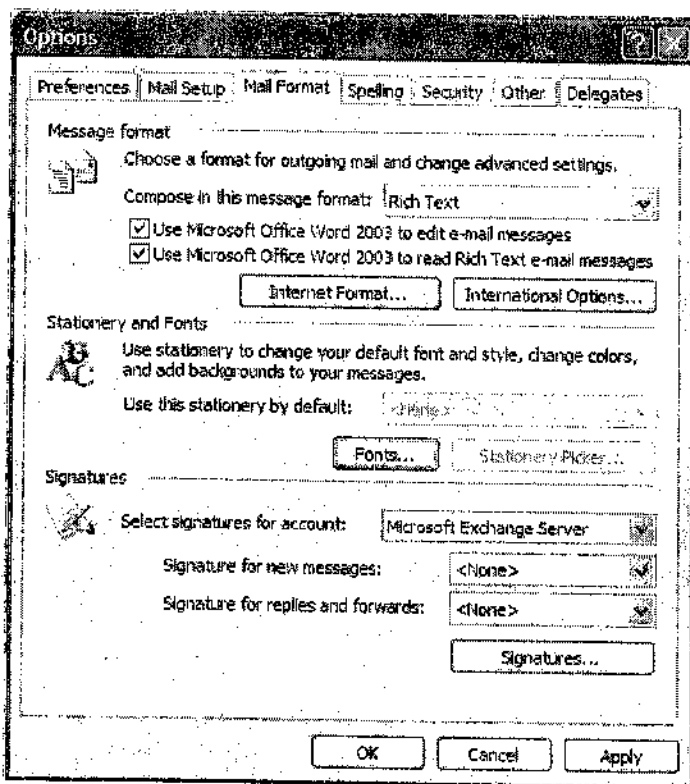 Options
Preferences Mail Setup Mail Format Spelling Security Other Delegates
Message format
Choose a format for outgoing mail and change advanced settings.
Compose in this message format: Rich Text
Use Microsoft Office Word 2003 to edit e-mail messages
Use Microsoft Office Word 2003 to read Rich Text e-mail messages
Internet Format... International Options...
Stationery and Fonts
Use stationery to change your default font and style, change colors,
and add backgrounds to your messages.
Use this stationery by default: <None>
Fonts... Stationery Picker...
Signatures
Select signatures for account: Microsoft Exchange Server
Signature for new messages: <None>
Signature for replies and forwards: <None>
Signatures...
OK Cancel Apply